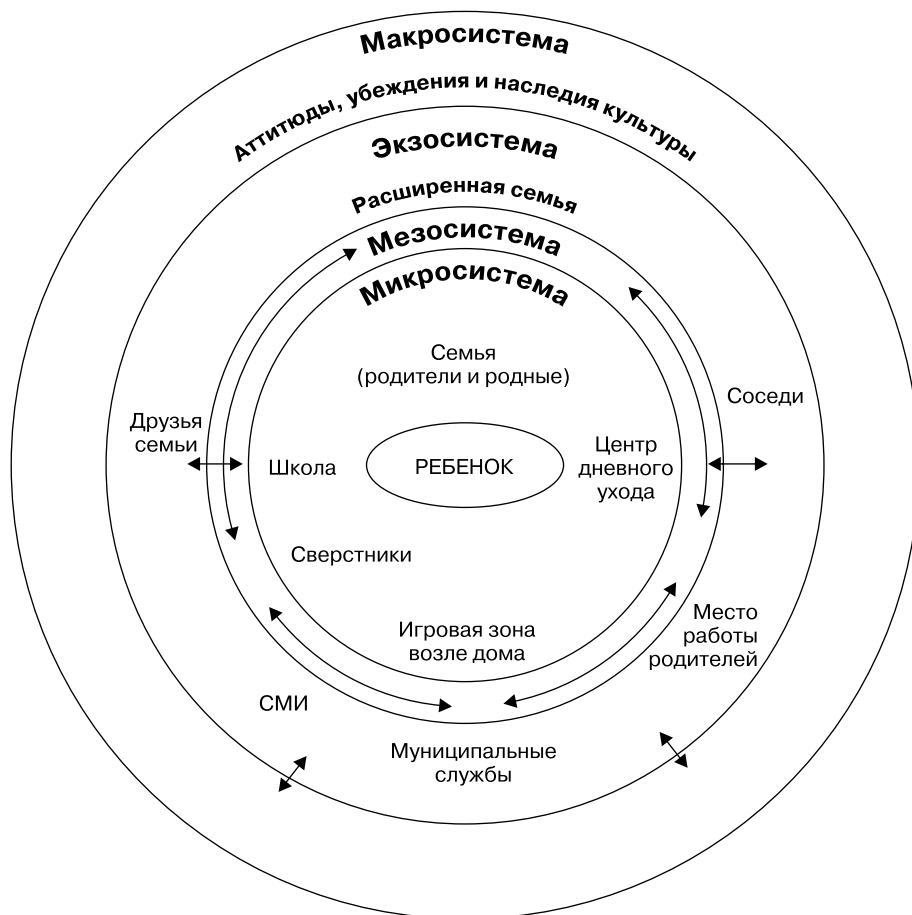 Макросистема
Аттитюды, убеждения и наследия культуры
Экзосистема
Расширенная семья
Мезосистема
Микросистема
Семья
(родители и родные)
Соседи
Друзья
семьи
Школа
РЕБЕНОК
Центр
дневного
ухода
Сверстники
Игровая зона
возле дома
Место
работы
родителей
СМИ
Муниципальные
службы